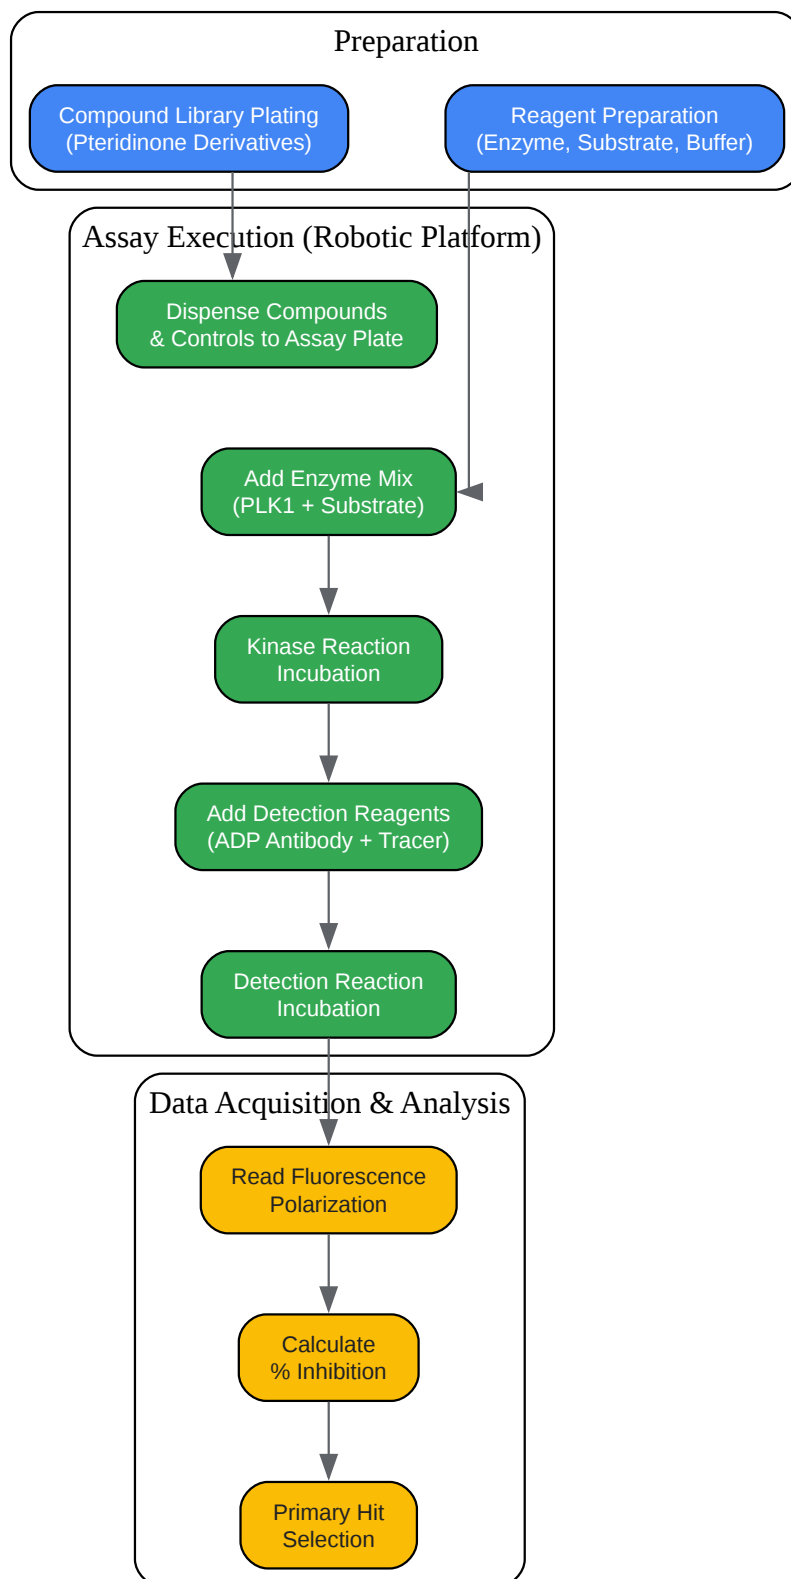 Preparation
Compound Library Plating
(Pteridinone Derivatives)
Reagent Preparation
(Enzyme, Substrate, Buffer)
Assay Execution (Robotic Platform)
Dispense Compounds
& Controls to Assay Plate
Add Enzyme Mix
(PLK1 + Substrate)
Kinase Reaction
Incubation
Add Detection Reagents
(ADP Antibody + Tracer)
Detection Reaction
Incubation
Data Acquisition & Analysis
Read Fluorescence
Polarization
Calculate
% Inhibition
Primary Hit
Selection